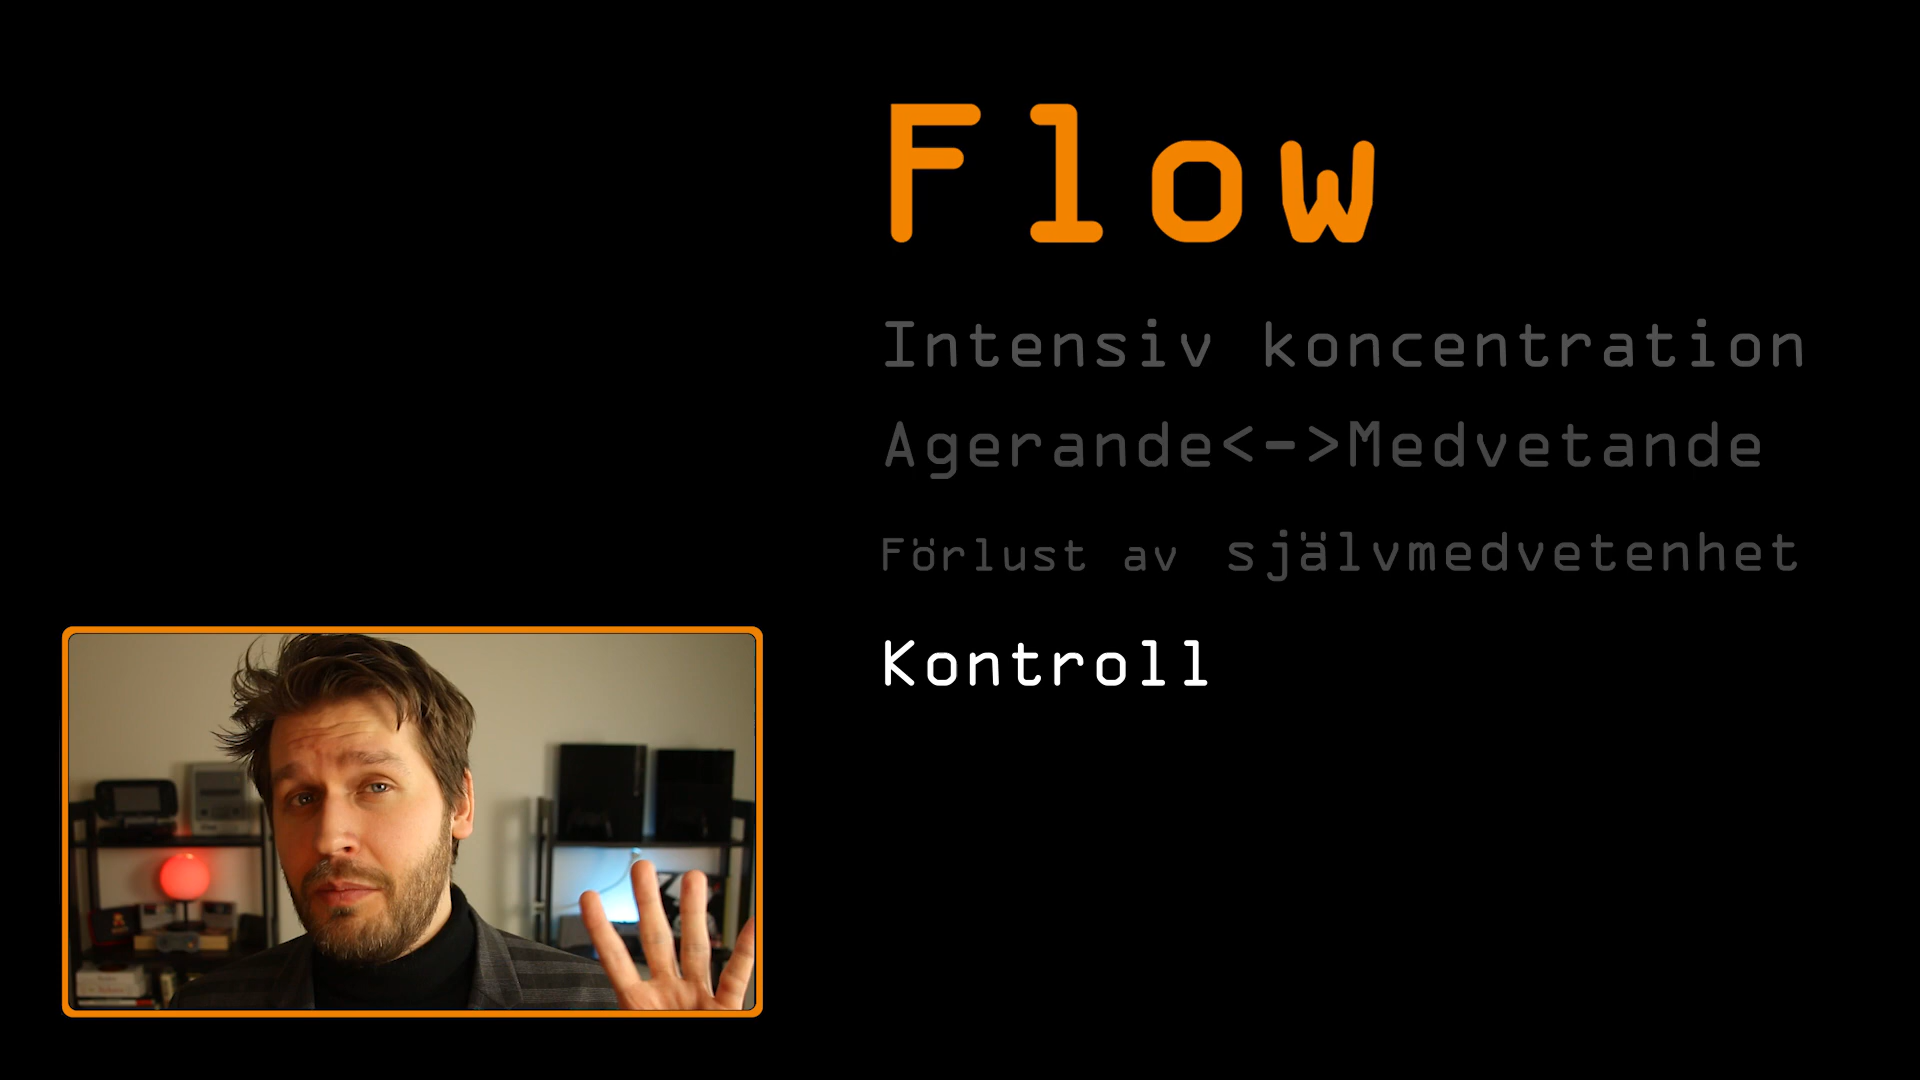 Flow
Intensiv koncentration
Agerande<->Medvetande
Förlust av självmedvetenhet
Kontroll